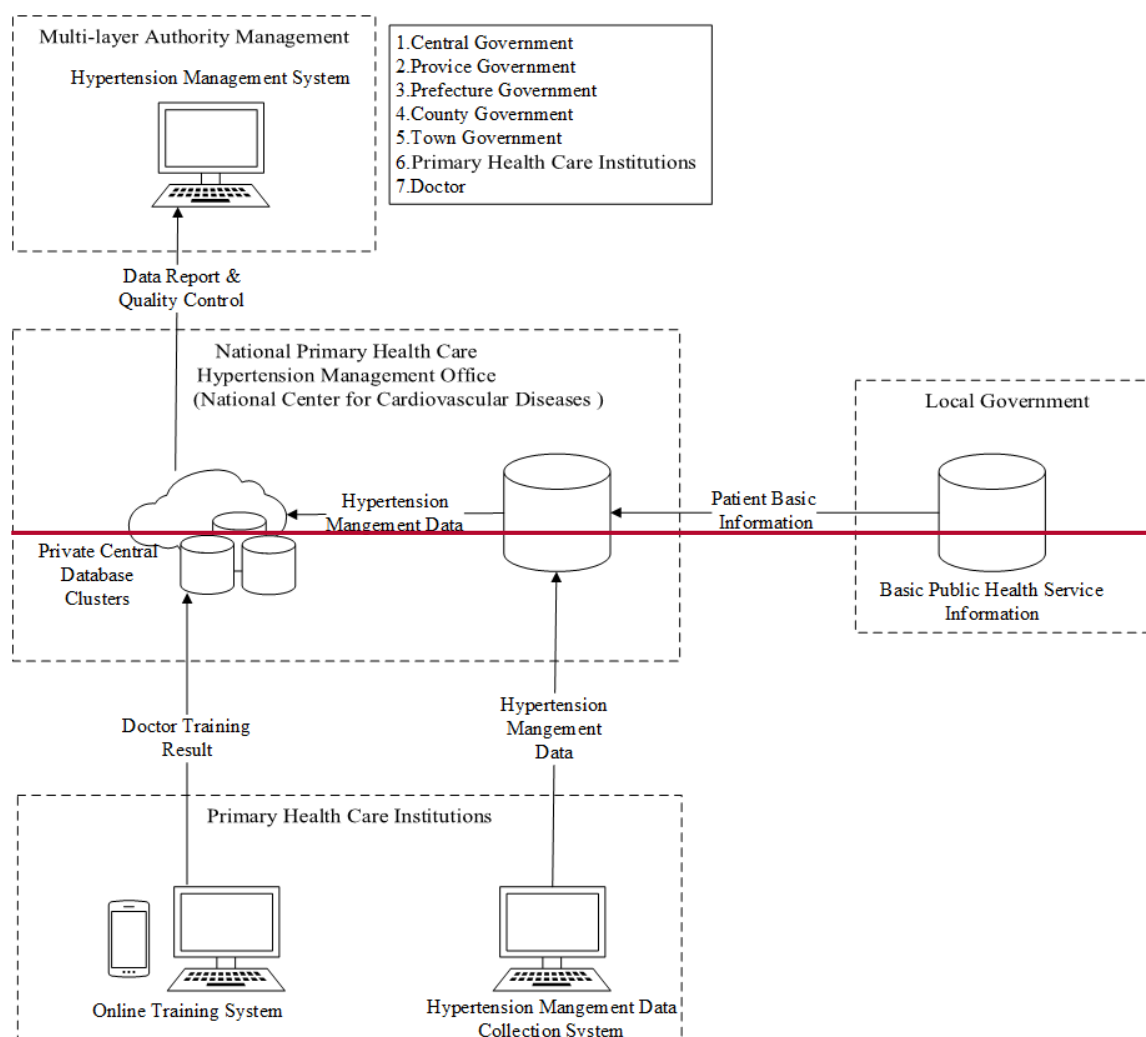 Multi-layer Authority Management
Hypertension Management System
1.Central Government
2.Provice Government
3.Prefecture Government
4.County Government
5.Town Government
6.Primary Health Care Institutions
7.Doctor
Data Report &
Quality Control
National Primary Health Care
Hypertension Management Office
(National Center for Cardiovascular Diseases )
Local Government
Hypertension
Mangement Data
Patient Basic
Information
Private Central
Database
Clusters
Basic Public Health Service
Information
Doctor Training
Result
Hypertension
Mangement
Data
Primary Health Care Institutions
Online Training System
Hypertension Mangement Data
Collection System